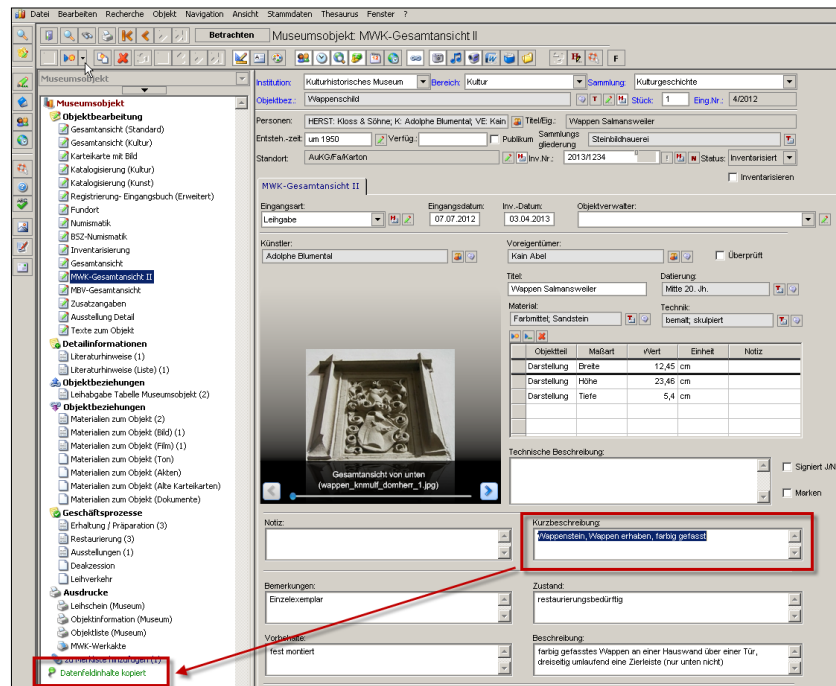 Datei Bearbeiten Recherche Objekt Navigation Ansicht Stammdaten Thesaurus Fenster ?
Betrachten Museumsobjekt: MWK-Gesamtansicht II
F
Museumsobjekt
Museumsobjekt
Objektbearbeitung
Gesamtansicht (Standard)
Gesamtansicht (Kultur)
Karteikarte mit Bild
Katalogisierung (Kultur)
Katalogisierung (Kunst)
Registrierung- Eingangsbuch (Erweitert)
Fundort
Numismatik
BSZ-Numismatik
Inventarisierung
Gesamtansicht
MWK-Gesamtansicht II
MBV-Gesamtansicht
Zusatzangaben
Ausstellung Detail
Texte zum Objekt
Detailinformationen
Literaturhinweise (1)
Literaturhinweise (Liste) (1)
Objektbeziehungen
Leihabgabe Tabelle Museumsobjekt (2)
Objektbeziehungen
Materialien zum Objekt (2)
Materialien zum Objekt (Bild) (1)
Materialien zum Objekt (Film) (1)
Materialien zum Objekt (Ton)
Materialien zum Objekt (Akten)
Materialien zum Objekt (Alte Karteikarten)
Materialien zum Objekt (Dokumente)
Geschäftsprozesse
Erhaltung / Präparation (3)
Restaurierung (3)
Ausstellungen (1)
Deakzession
Leihverkehr
Ausdrucke
Leihschein (Museum)
Objektinformation (Museum)
Objektliste (Museum)
MWK-Werkakte
zu Merkliste hinzufügen (1)
Datenfeldinhalte kopiert
Institution: Kulturhistorisches Museum Bereich: Kultur Sammlung: Kulturgeschichte
Objektbez.: Wappenschild Stück: 1 Eing.Nr.: 4/2012
Personen: HERST: Kloss & Söhne; K: Adolphe Blumental; VE: Kain Titel/Eig.: Wappen Salmansweiler
Entsteh.-zeit: um 1950 Verfüg.: Publikum Sammlungs gliederung Steinbildhauerei
Standort: AuKG/Fa/Karton Inv.Nr.: 2013/1234 Status: Inventarisiert
Inventarisieren
MWK-Gesamtansicht II
Eingangsart: Eingangsdatum: Inv.-Datum: Objektverwalter:
Leihgabe 07.07.2012 03.04.2013
Künstler: Voreigentümer:
Adolphe Blumental Kain Abel Überprüft
Titel: Datierung:
Wappen Salmansweiler Mitte 20. Jh.
Material: Technik:
Farbmittel; Sandstein bemalt; skulpiert
Objektteil Maßart Wert Einheit Notiz
Darstellung Breite 12,45 cm
Darstellung Höhe 23,46 cm
Darstellung Tiefe 5,4 cm
Gesamtansicht von unten
(wappen_knmulf_domherr_1.jpg)
Technische Beschreibung:
Signiert J/N
Marken
Notiz: Kurzbeschreibung:
Wappenstein, Wappen erhaben, farbig gefasst
Bemerkungen: Zustand:
Einzelexemplar restaurierungsbedürftig
Vorbehalte: Beschreibung:
fest montiert farbig gefasstes Wappen an einer Hauswand über einer Tür,
dreiseitig umlaufend eine Zierleiste (nur unten nicht)